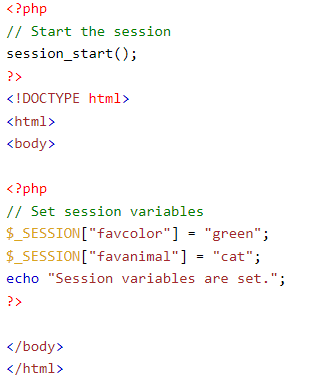 <?php
// Start the session
session_start();
?>
<!DOCTYPE html>
<html>
<body>

<?php
// Set session variables
$_SESSION["favcolor"] = "green";
$_SESSION["favanimal"] = "cat";
echo "Session variables are set.";
?>

</body>
</html>